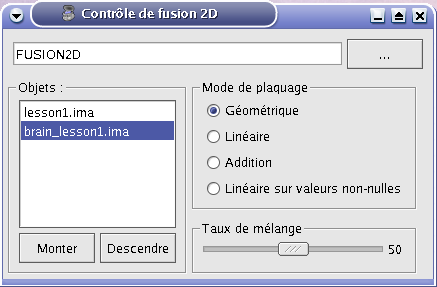 Contrôle de fusion 2D
FUSION2D
...
Objets :
lesson1.ima
brain_lesson1.ima
Monter
Descendre
Mode de plaquage
Géométrique
Linéaire
Addition
Linéaire sur valeurs non-nulles
Taux de mélange
50